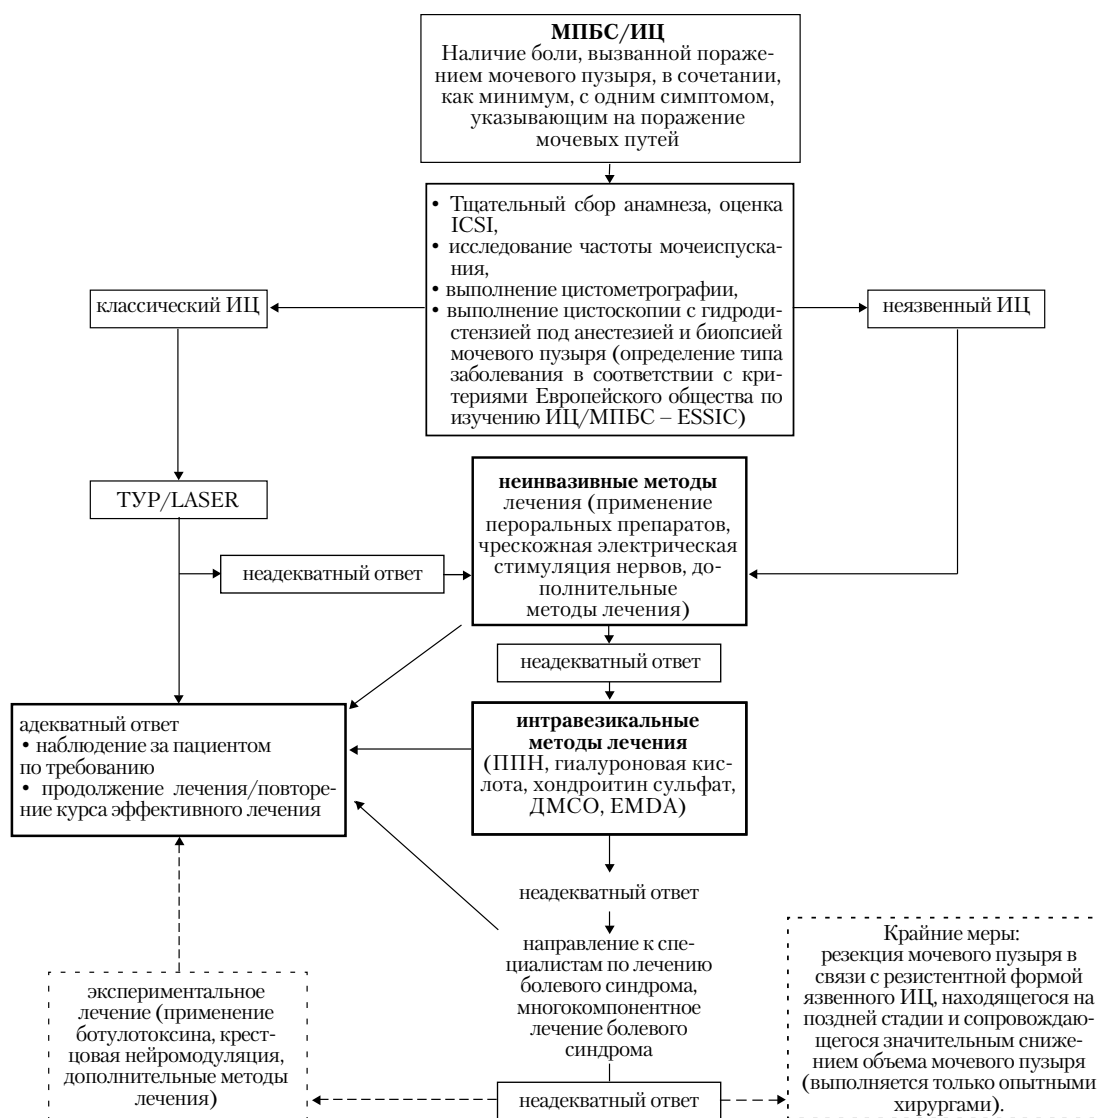 МПБС/ИЦ
Наличие боли, вызванной пораже-
нием мочевого пузыря, в сочетании,
как минимум, с одним симптомом,
указывающим на поражение
мочевых путей
• Тщательный сбор анамнеза, оценка
ICSI,
• исследование частоты мочеиспуска-
ния,
• выполнение цистометрографии,
• выполнение цистоскопии с гидроди-
стензией под анестезией и биопсией
мочевого пузыря (определение типа
заболевания в соответствии с кри-
териями Европейского общества по
изучению ИЦ/МПБС – ESSIC)
классический ИЦ
неязвенный ИЦ
ТУР/LASER
неадекватный ответ
неинвазивные методы
лечения (применение
пероральных препаратов,
чрескожная электрическая
стимуляция нервов, до-
полнительные
методы лечения)
неадекватный ответ
адекватный ответ
• наблюдение за пациентом
по требованию
• продолжение лечения/повторе-
ние курса эффективного лечения
интравезикальные
методы лечения
(ППН, гиалуроновая кис-
лота, хондроитин сульфат,
ДМСО, EMDA)
неадекватный ответ
направление к спе-
циалистам по лечению
болевого синдрома,
многокомпонентное
лечение болевого
синдрома
экспериментальное
лечение (применение
ботулотоксина, крест-
цовая нейромодуляция,
дополнительные методы
лечения)
неадекватный ответ
Крайние меры:
резекция мочевого пузыря в
связи с резистентной формой
язвенного ИЦ, находящегося на
поздней стадии и сопровождаю-
щегося значительным сниже-
нием объема мочевого пузыря
(выполняется только опытными
хирургами).